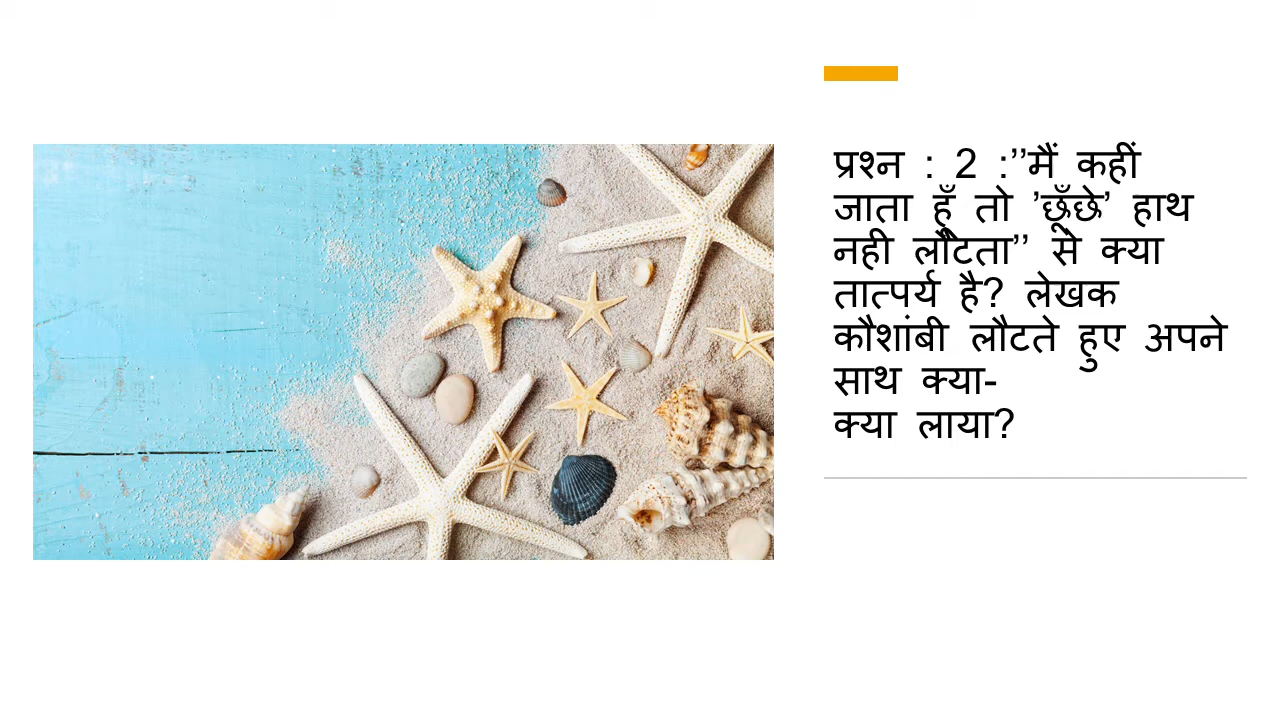 प्रश्न : 2 :’’मैं कहीं
जाता हूँ तो ’छूँछे’ हाथ
नही लौटता’’ से क्या
तात्पर्य है? लेखक
कौशांबी लौटते हुए अपने
साथ क्या-
क्या लाया?